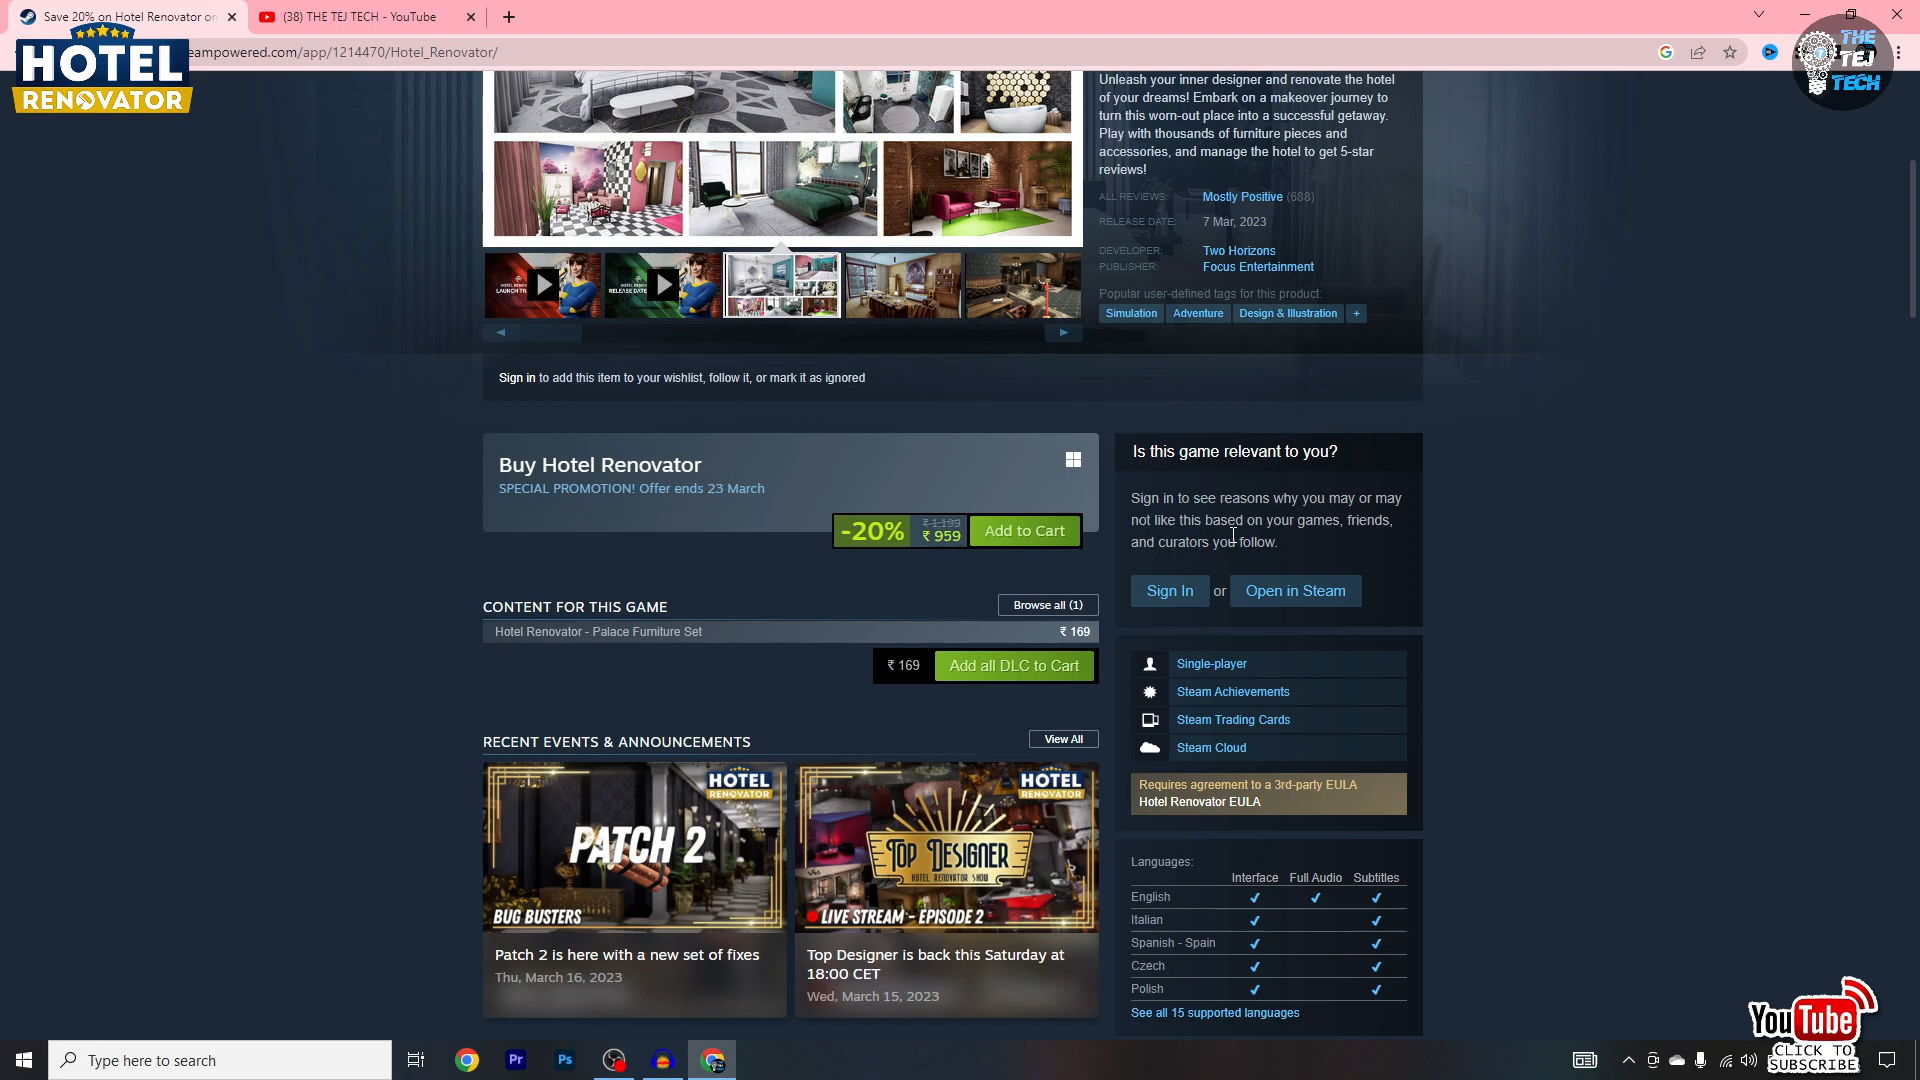 Save 20% on Hotel Renovator on
(38) THE TEJ TECH - YouTube
HOTEL
RENOVATOR
eampowered.com/app/1214470/Hotel_Renovator/
THE
TEJ
TECH
Unleash your inner designer and renovate the hotel
of your dreams! Embark on a makeover journey to
turn this worn-out place into a successful getaway.
Play with thousands of furniture pieces and
accessories, and manage the hotel to get 5-star
reviews!
ALL REVIEWS: Mostly Positive (688)
RELEASE DATE: 7 Mar, 2023
DEVELOPER: Two Horizons
PUBLISHER: Focus Entertainment
Popular user-defined tags for this product:
Simulation Adventure Design & Illustration +
Sign in to add this item to your wishlist, follow it, or mark it as ignored
Buy Hotel Renovator
SPECIAL PROMOTION! Offer ends 23 March
-20% ₹ 1,199 ₹ 959 Add to Cart
CONTENT FOR THIS GAME Browse all (1)
Hotel Renovator - Palace Furniture Set ₹ 169
₹ 169 Add all DLC to Cart
RECENT EVENTS & ANNOUNCEMENTS View All
HOTEL
RENOVATOR
PATCH 2
BUG BUSTERS
Patch 2 is here with a new set of fixes
Thu, March 16, 2023
HOTEL
RENOVATOR
TOP DESIGNER
HOTEL RENOVATOR SHOW
LIVE STREAM - EPISODE 2
Top Designer is back this Saturday at
18:00 CET
Wed, March 15, 2023
Is this game relevant to you?
Sign in to see reasons why you may or may
not like this based on your games, friends,
and curators you follow.
Sign In or Open in Steam
Single-player
Steam Achievements
Steam Trading Cards
Steam Cloud
Requires agreement to a 3rd-party EULA
Hotel Renovator EULA
Languages:
Interface Full Audio Subtitles
English
Italian
Spanish - Spain
Czech
Polish
See all 15 supported languages
YouTube
CLICK TO
SUBSCRIBE
Type here to search
Pr
Ps